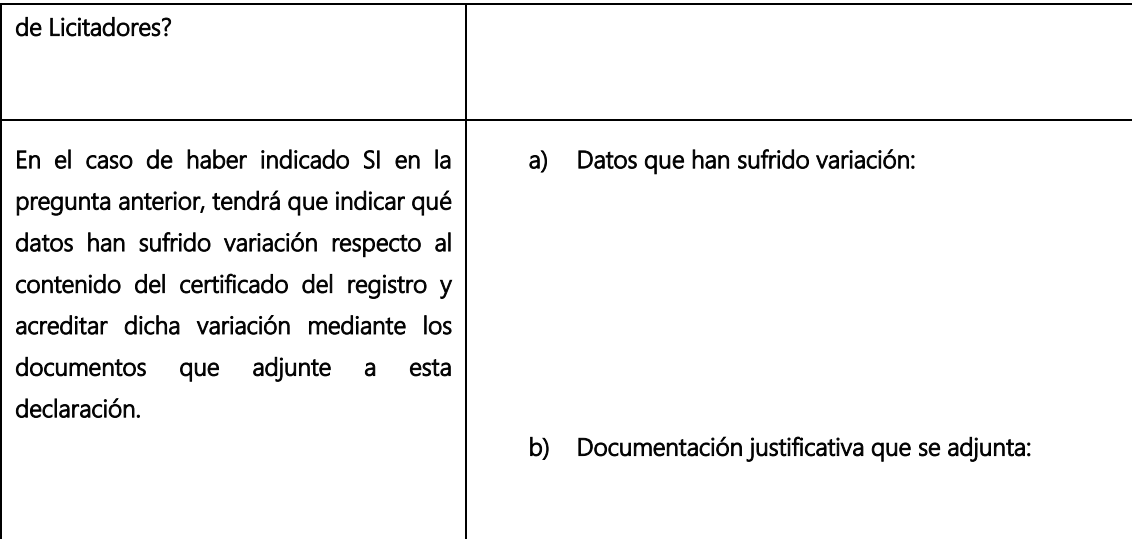 de Licitadores?
En el caso de haber indicado SI en la
pregunta anterior, tendrá que indicar qué
datos han sufrido variación respecto al
contenido del certificado del registro y
acreditar dicha variación mediante los
documentos que adjunte a esta
declaración.
a) Datos que han sufrido variación:
b) Documentación justificativa que se adjunta: